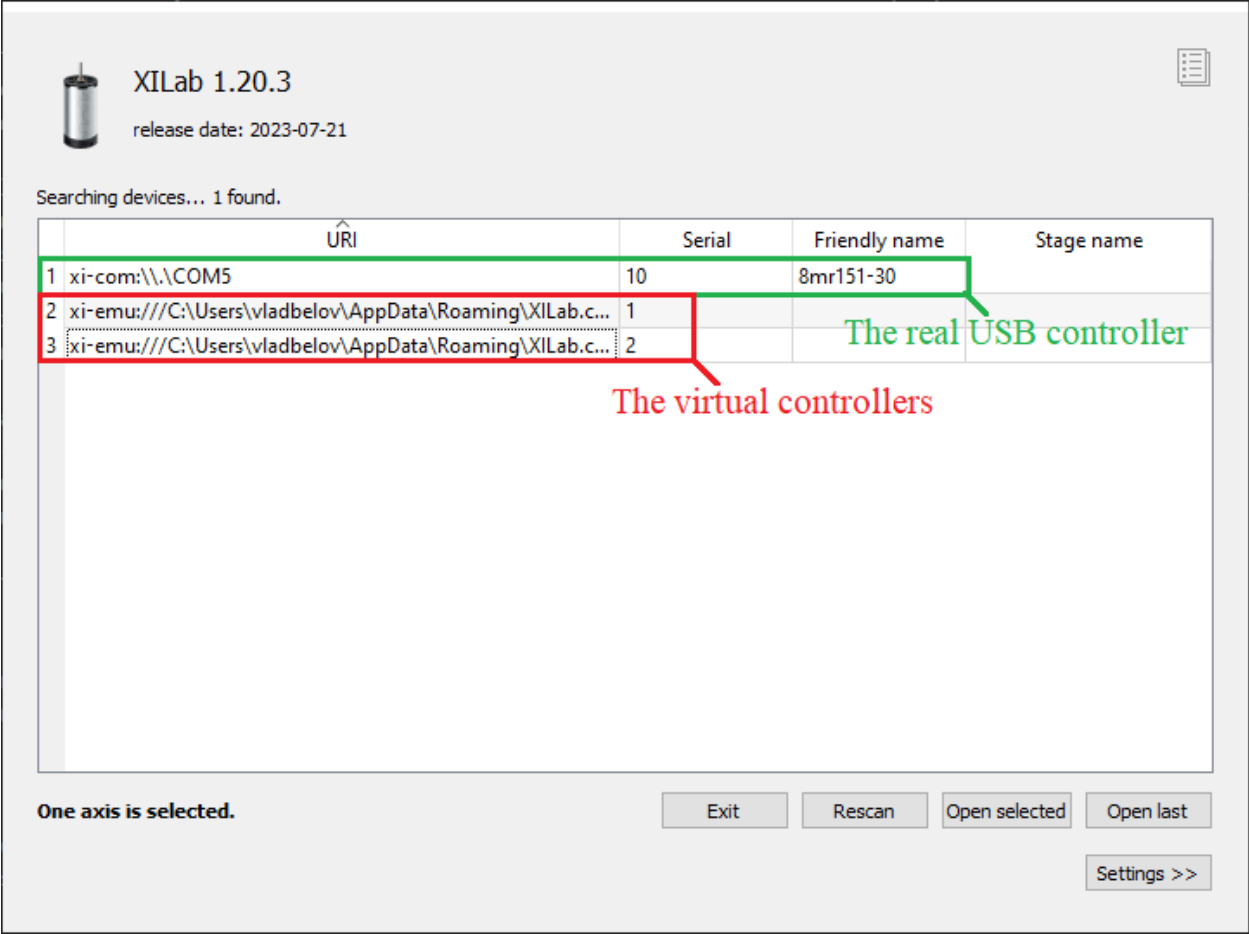 XILab 1.20.3
release date: 2023-07-21
Searching devices... 1 found.
URI Serial Friendly name Stage name
1 xi-com:\\.\COM5 10 8mr151-30
2 xi-emu:///C:\Users\vladbelov\AppData\Roaming\XILab.c... 1
3 xi-emu:///C:\Users\vladbelov\AppData\Roaming\XILab.c... 2
The real USB controller
The virtual controllers
One axis is selected. Exit Rescan Open selected Open last
Settings >>